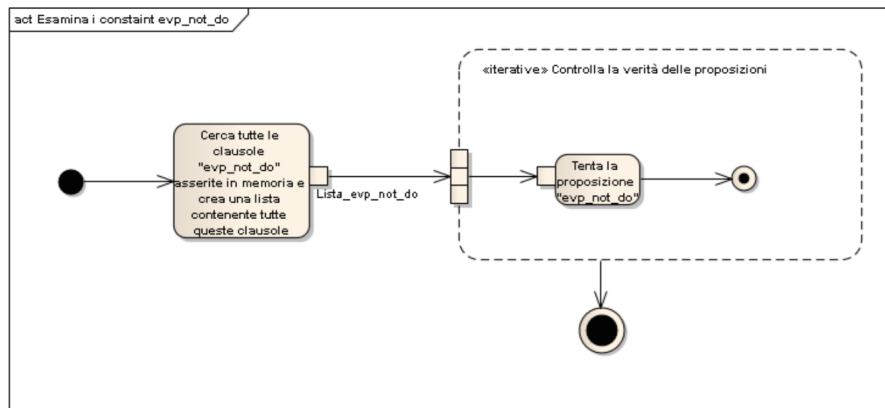 act Esamina i constaint evp_not_do
«iterative» Controlla la verità delle proposizioni
Cerca tutte le
clausole
"evp_not_do"
asserite in memoria e
crea una lista
contenente tutte
queste clausole
Lista_evp_not_do
Tenta la
proposizione
"evp_not_do"